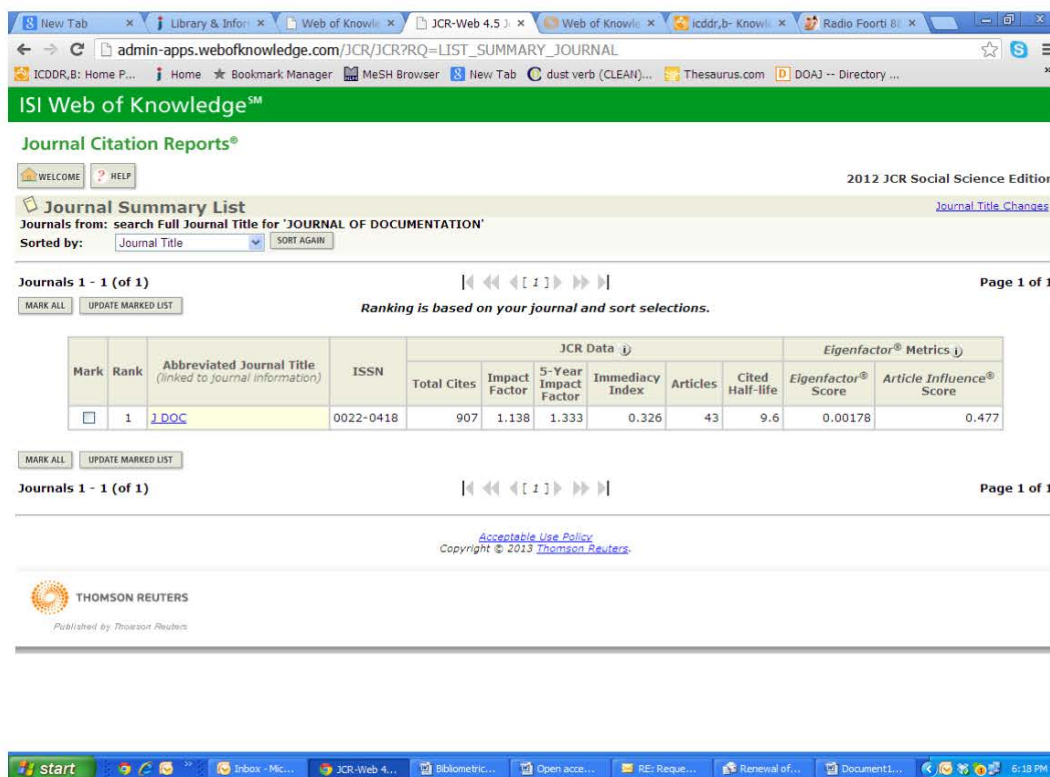 New Tab
Library & Infor
Web of Knowle
JCR-Web 4.5 J
Web of Knowle
icddr,b- Knowl
Radio Foorti 8
admin-apps.webofknowledge.com/JCR/JCR?RQ=LIST_SUMMARY_JOURNAL
ICDDR,B: Home P... Home Bookmark Manager MeSH Browser New Tab dust verb (CLEAN)... Thesaurus.com DOAJ -- Directory ...
ISI Web of Knowledge℠
Journal Citation Reports®
WELCOME ? HELP
2012 JCR Social Science Edition
Journal Summary List
Journal Title Changes
Journals from: search Full Journal Title for 'JOURNAL OF DOCUMENTATION'
Sorted by: Journal Title SORT AGAIN
Journals 1 - 1 (of 1) [ 1 ] Page 1 of 1
MARK ALL UPDATE MARKED LIST Ranking is based on your journal and sort selections.
Mark Rank Abbreviated Journal Title (linked to journal information) ISSN JCR Data i Eigenfactor® Metrics i
Total Cites Impact Factor 5-Year Impact Factor Immediacy Index Articles Cited Half-life Eigenfactor® Score Article Influence® Score
1 J DOC 0022-0418 907 1.138 1.333 0.326 43 9.6 0.00178 0.477
MARK ALL UPDATE MARKED LIST
Journals 1 - 1 (of 1) [ 1 ] Page 1 of 1
Acceptable Use Policy
Copyright © 2013 Thomson Reuters.
THOMSON REUTERS
Published by Thomson Reuters
start Inbox - Mic... JCR-Web 4... Bibliometric... Open acce... RE: Reque... Renewal of... Document1... 6:18 PM